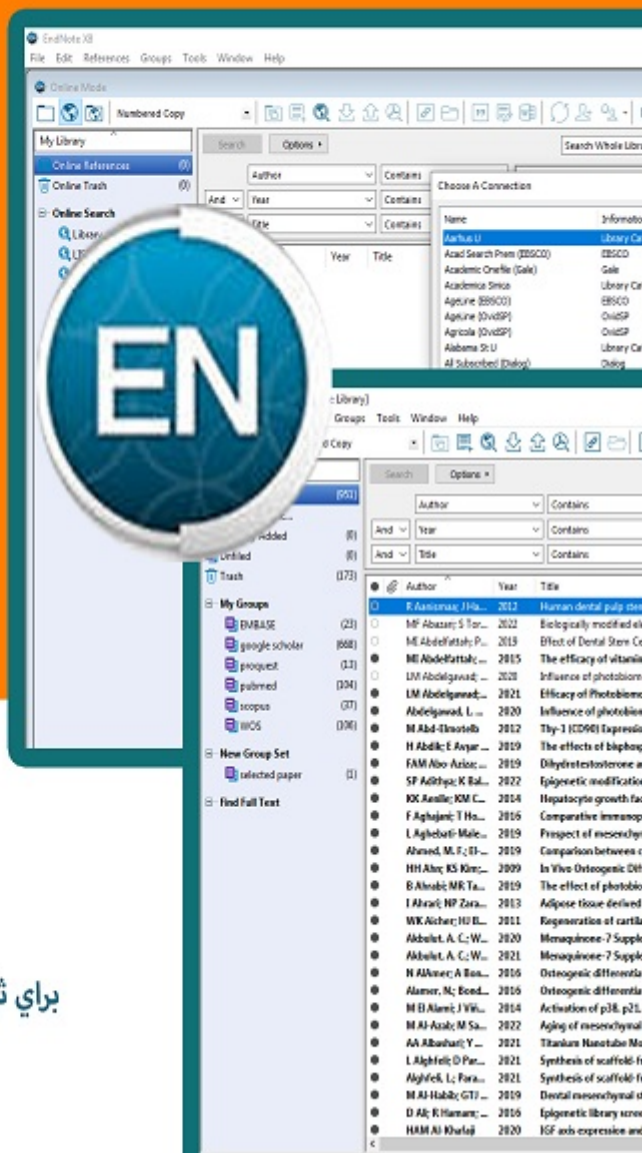 EndNote X8
File Edit References Groups Tools Window Help
Online Mode
Numbered Copy
My Library
Search Options
Search Whole Libra
Online References (0)
Author Contains
Online Trash (0)
And Year Contains
Title Contains
Online Search
Year Title
Choose A Connection
Name Informatio
Aarhus U Library Ca
Acad Search Prem (EBSCO) EBSCO
Academic OneFile (Gale) Gale
Academica Sinica Library Ca
AgeLine (EBSCO) EBSCO
AgeLine (OvidSP) OvidSP
Agricola (OvidSP) OvidSP
Alabama St U Library Ca
All Subscribed (Dialog) Dialog
EN
Library]
Groups Tools Window Help
d Copy
Search Options
(951)
Author Contains
Added (0)
And Year Contains
Unfiled (0)
And Title Contains
Trash (173)
My Groups
EMBASE (23)
google scholar (668)
proquest (13)
pubmed (104)
scopus (37)
WOS (106)
New Group Set
selected paper (1)
Find Full Text
Author Year Title
R Aanismaa; J Ha... 2012 Human dental pulp ste
MF Abazari; S Tor... 2022 Biologically modified el
ME Abdelfattah; P... 2019 Effect of Dental Stem Ce
ME Abdelfattah; ... 2015 The efficacy of vitamin
LM Abdelgawad; ... 2020 Influence of photobiom
LM Abdelgawad; ... 2021 Efficacy of Photobiomo
Abdelgawad, L. ... 2020 Influence of photobiom
M Abd-Elmotelb 2012 Thy-1 (CD90) Expressio
H Abdik; E Avşar ... 2019 The effects of bisphosp
FAM Abo-Aziza; ... 2019 Dihydrotestosterone a
SP Adithya; K Bal... 2022 Epigenetic modification
KK Aenlle; KM C... 2014 Hepatocyte growth fac
F Aghajani; T Ho... 2016 Comparative immunop
L Aghebati-Male... 2019 Prospect of mesenchy
Ahmed, M. F.; El-... 2019 Comparison between c
HH Ahn; KS Kim;... 2009 In Vivo Osteogenic Diff
B Ahrabi; MR Ta... 2019 The effect of photobio
I Ahrari; NP Zara... 2013 Adipose tissue derived
WK Aicher; HJ B... 2011 Regeneration of cartila
Akbulut, A. C.; W... 2020 Menaquinone-7 Supple
Akbulut, A. C.; W... 2021 Menaquinone-7 Supple
N AlAmer; A Bon... 2016 Osteogenic differentia
Alamer, N.; Bond... 2016 Osteogenic differentia
M El Alami; J Viñ... 2014 Activation of p38, p21,
M Al-Azab; M Sa... 2022 Aging of mesenchymal
AA Albashari; Y ... 2021 Titanium Nanotube Mo
L Alghfeli; D Par... 2021 Synthesis of scaffold-f
Alghfeli, L.; Para... 2021 Synthesis of scaffold-f
M Al-Habib; GTJ ... 2019 Dental mesenchymal st
D Ali; R Hamam; ... 2016 Epigenetic library scree
HAM Al-Khafaji 2020 IGF axis expression and
براي